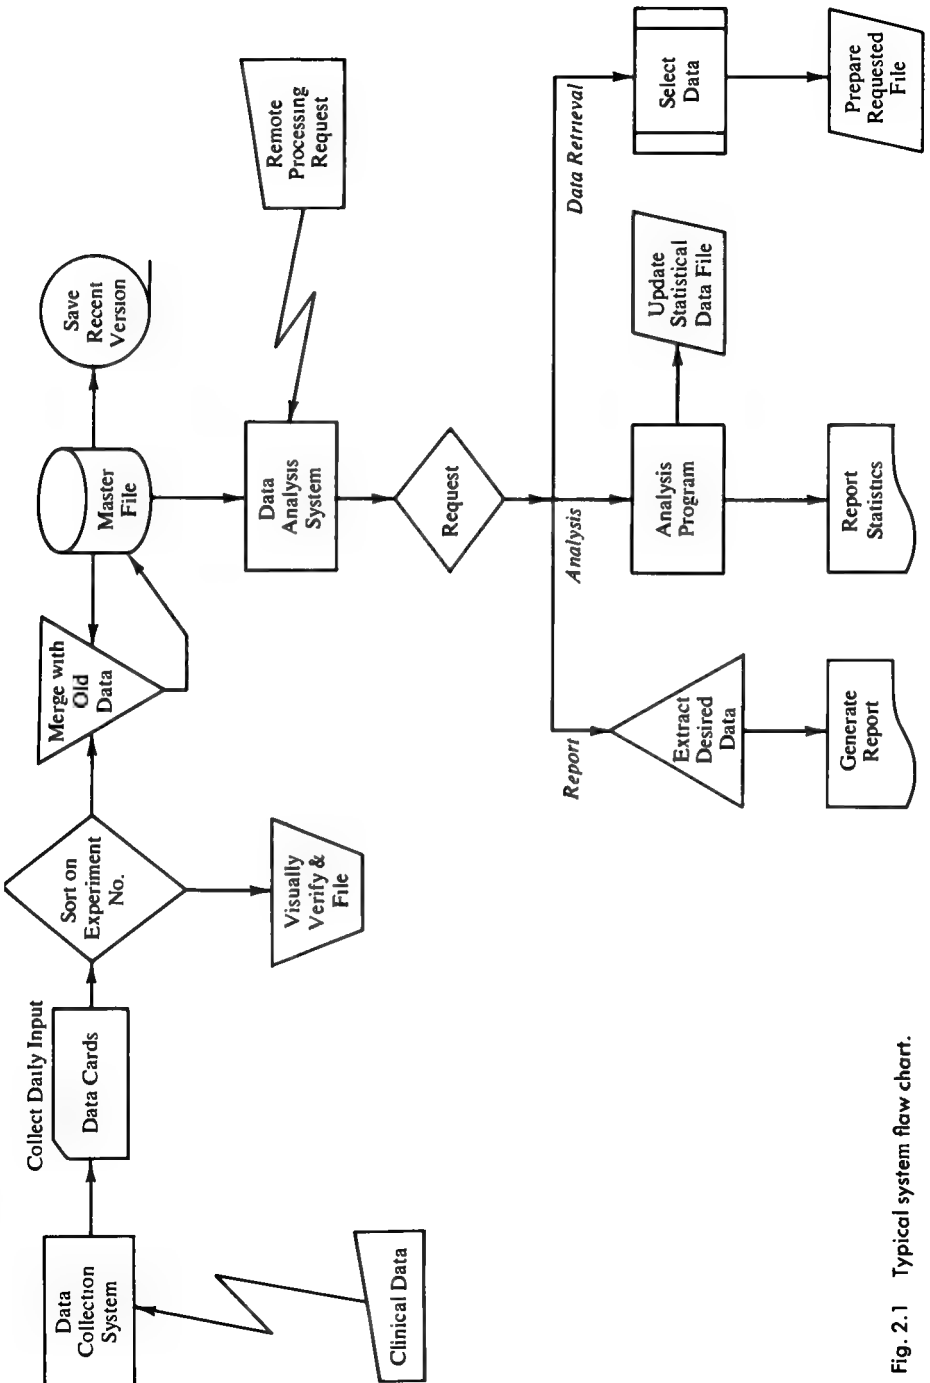 Data
Collection
System
Clinical Data
Collect Daily Input
Data Cards
Sort on
Experiment
No.
Visually
Verify &
File
Merge with
Old
Data
Master
File
Save
Recent
Version
Data
Analysis
System
Remote
Processing
Request
Request
Report
Analysis
Data Retrieval
Extract
Desired
Data
Generate
Report
Analysis
Program
Update
Statistical
Data File
Report
Statistics
Select
Data
Prepare
Requested
File
Fig. 2.1 Typical system flaw chart.